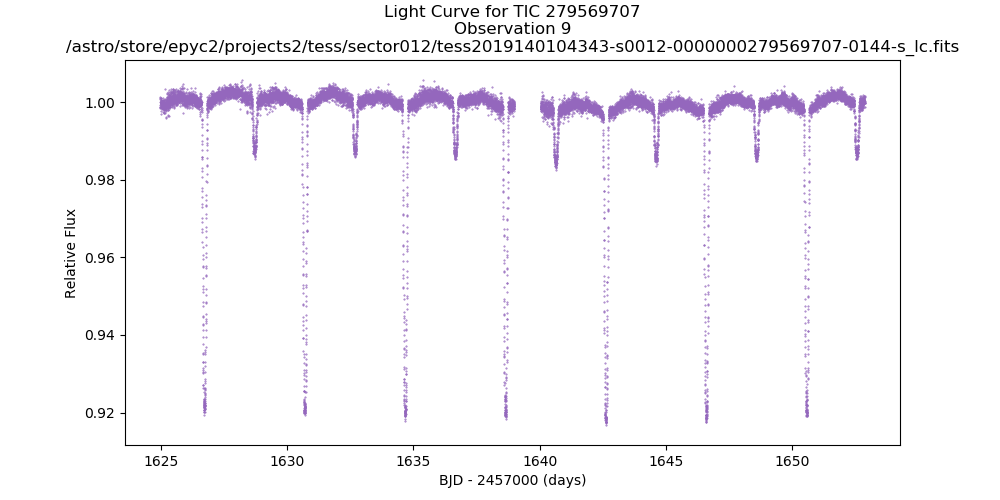 Light Curve for TIC 279569707
Observation 9
/astro/store/epyc2/projects2/tess/sector012/tess2019140104343-s0012-0000000279569707-0144-s_lc.fits
1.00
0.98
0.96
0.94
0.92
Relative Flux
1625
1630
1635
1640
1645
1650
BJD - 2457000 (days)